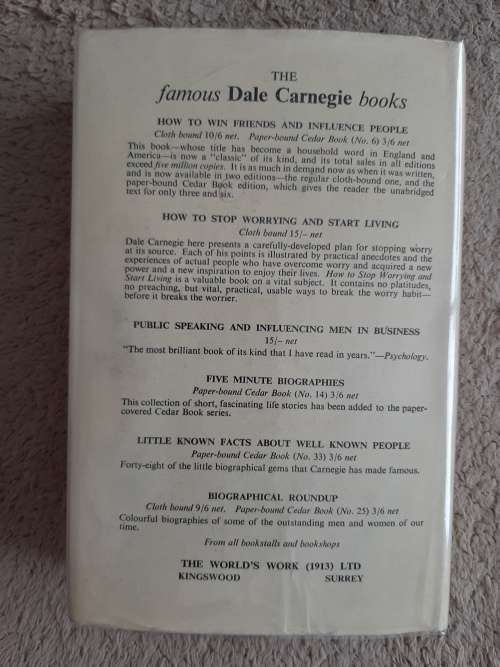 THE
famous Dale Carnegie books
HOW TO WIN FRIENDS AND INFLUENCE PEOPLE
Cloth bound 10/6 net. Paper-bound Cedar Book (No. 6) 3/6 net
This book—whose title has become a household word in England and
America—is now a "classic" of its kind, and its total sales in all editions
exceed five million copies. It is as much in demand now as when it was written,
and is now available in two editions—the regular cloth-bound one, and the
paper-bound Cedar Book edition, which gives the reader the unabridged
text for only three and six.
HOW TO STOP WORRYING AND START LIVING
Cloth bound 15/- net
Dale Carnegie here presents a carefully-developed plan for stopping worry
at its source. Each of his points is illustrated by practical anecdotes and the
experiences of actual people who have overcome worry and acquired a new
power and a new inspiration to enjoy their lives. How to Stop Worrying and
Start Living is a valuable book on a vital subject. It contains no platitudes,
no preaching, but vital, practical, usable ways to break the worry habit—
before it breaks the worrier.
PUBLIC SPEAKING AND INFLUENCING MEN IN BUSINESS
15/- net
"The most brilliant book of its kind that I have read in years."—Psychology.
FIVE MINUTE BIOGRAPHIES
Paper-bound Cedar Book (No. 14) 3/6 net
This collection of short, fascinating life stories has been added to the paper-
covered Cedar Book series.
LITTLE KNOWN FACTS ABOUT WELL KNOWN PEOPLE
Paper-bound Cedar Book (No. 33) 3/6 net
Forty-eight of the little biographical gems that Carnegie has made famous.
BIOGRAPHICAL ROUNDUP
Cloth bound 9/6 net. Paper-bound Cedar Book (No. 25) 3/6 net
Colourful biographies of some of the outstanding men and women of our
time.
From all bookstalls and bookshops
THE WORLD'S WORK (1913) LTD
KINGSWOOD SURREY